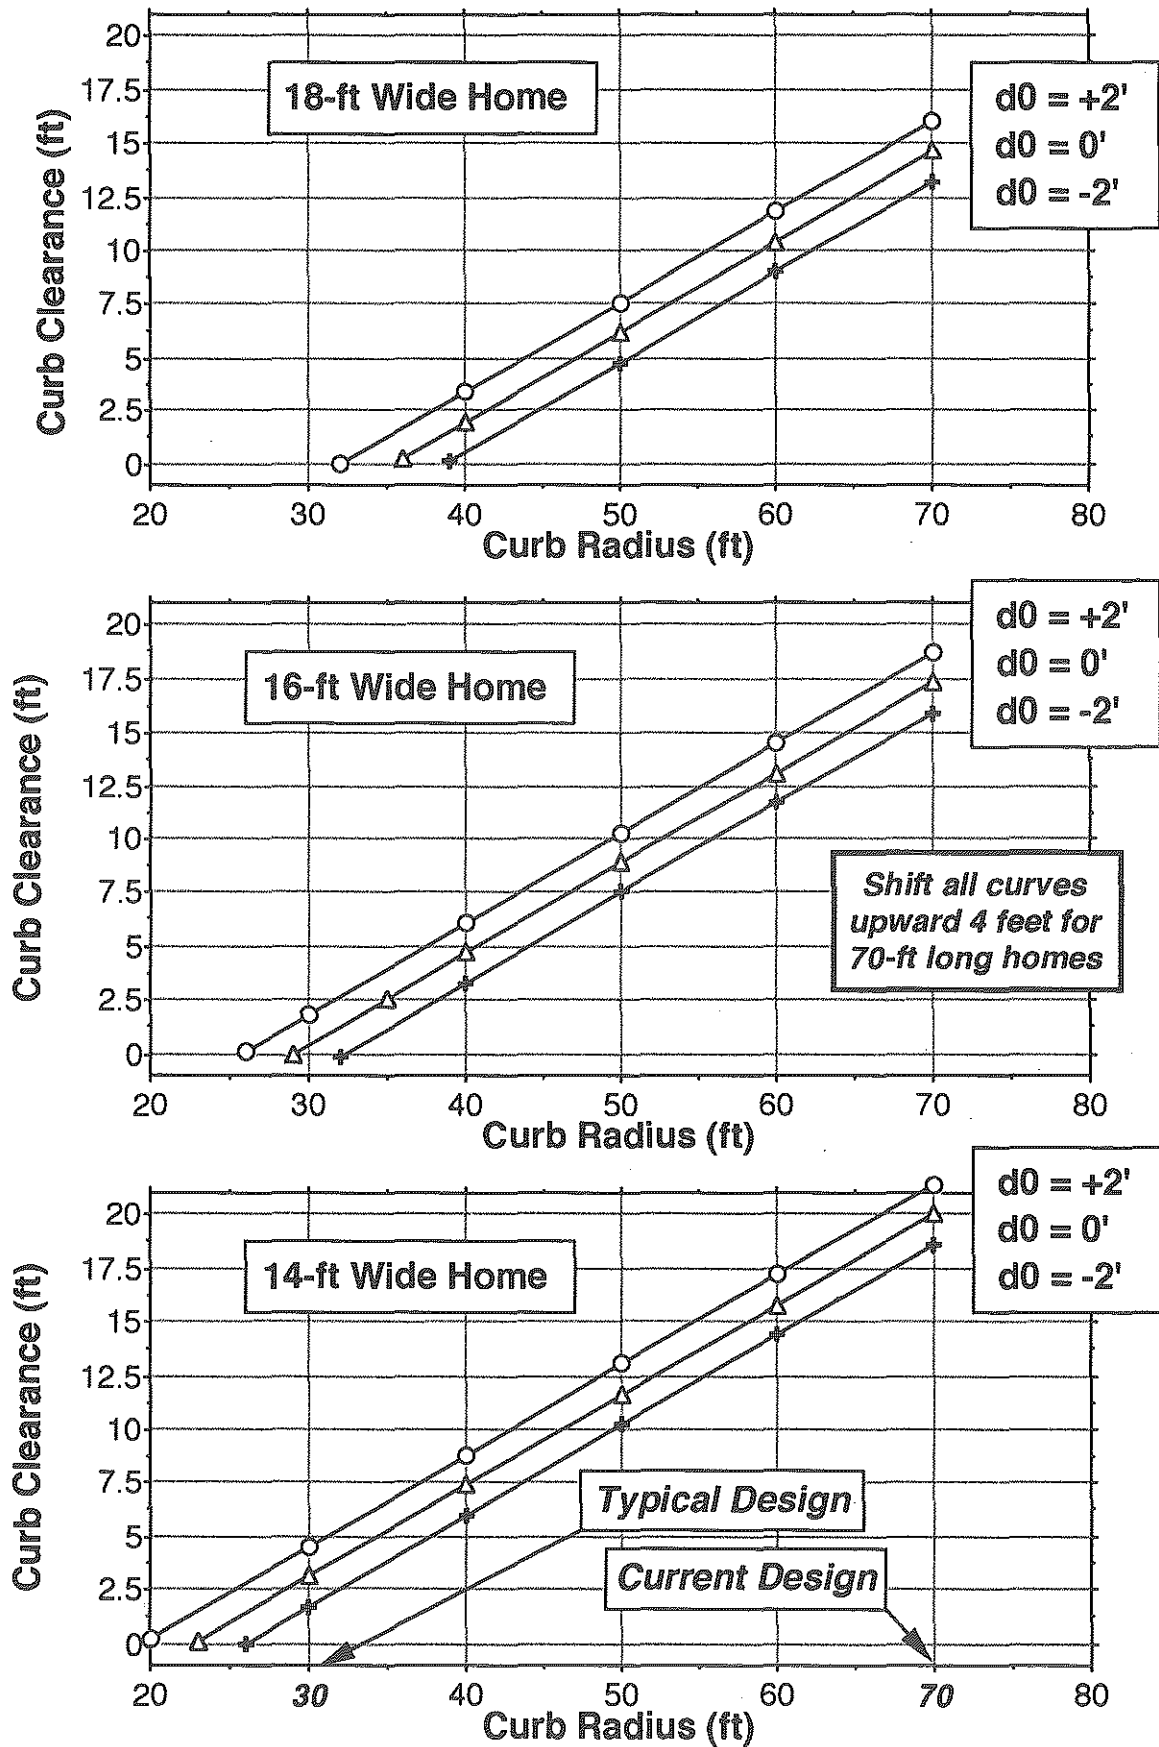 18-ft Wide Home
d0 = +2'
d0 = 0'
d0 = -2'
Curb Clearance (ft)
20
17.5
15
12.5
10
7.5
5
2.5
0
20 30 40 50 60 70 80
Curb Radius (ft)
16-ft Wide Home
d0 = +2'
d0 = 0'
d0 = -2'
Shift all curves
upward 4 feet for
70-ft long homes
Curb Clearance (ft)
20
17.5
15
12.5
10
7.5
5
2.5
0
20 30 40 50 60 70 80
Curb Radius (ft)
14-ft Wide Home
d0 = +2'
d0 = 0'
d0 = -2'
Typical Design
Current Design
Curb Clearance (ft)
20
17.5
15
12.5
10
7.5
5
2.5
0
20 30 40 50 60 70 80
Curb Radius (ft)